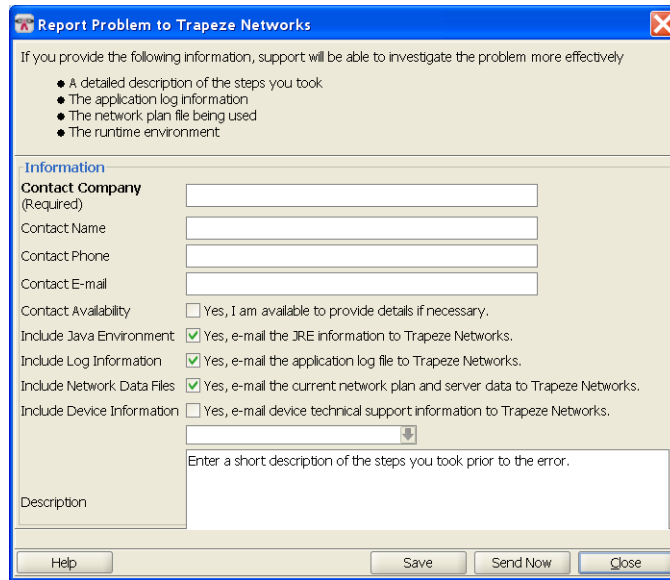 Report Problem to Trapeze Networks
If you provide the following information, support will be able to investigate the problem more effectively
● A detailed description of the steps you took
● The application log information
● The network plan file being used
● The runtime environment
Information
Contact Company
(Required)
Contact Name
Contact Phone
Contact E-mail
Contact Availability Yes, I am available to provide details if necessary.
Include Java Environment Yes, e-mail the JRE information to Trapeze Networks.
Include Log Information Yes, e-mail the application log file to Trapeze Networks.
Include Network Data Files Yes, e-mail the current network plan and server data to Trapeze Networks.
Include Device Information Yes, e-mail device technical support information to Trapeze Networks.
Enter a short description of the steps you took prior to the error.
Description
Help Save Send Now Close